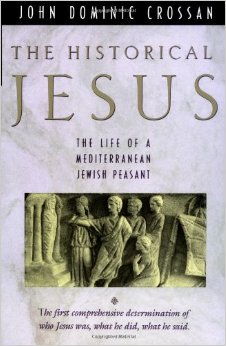 JOHN DOMINIC CROSSAN
THE HISTORICAL
JESUS
THE LIFE OF A
MEDITERRANEAN
JEWISH PEASANT
The first comprehensive determination of
who Jesus was, what he did, what he said.